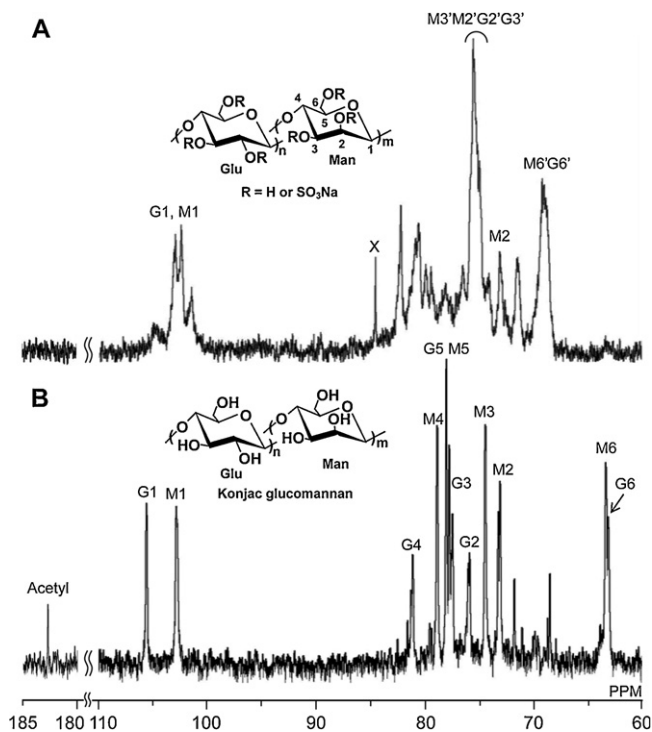 A
M3'M2'G2'G3'
OR
RO
OR
O
O
n
Glu
4
OR
6
5
O
OR
RO
3
2
1
m
Man
R = H or SO₃Na
G1, M1
X
M2
M6'G6'
B
OH
HO
OH
O
O
n
Glu
OH
O
OH
HO
O
m
Man
Konjac glucomannan
Acetyl
G1
M1
G4
M4
G5 M5
G3
G2
M3
M2
M6
G6
PPM
185 180 110 100 90 80 70 60